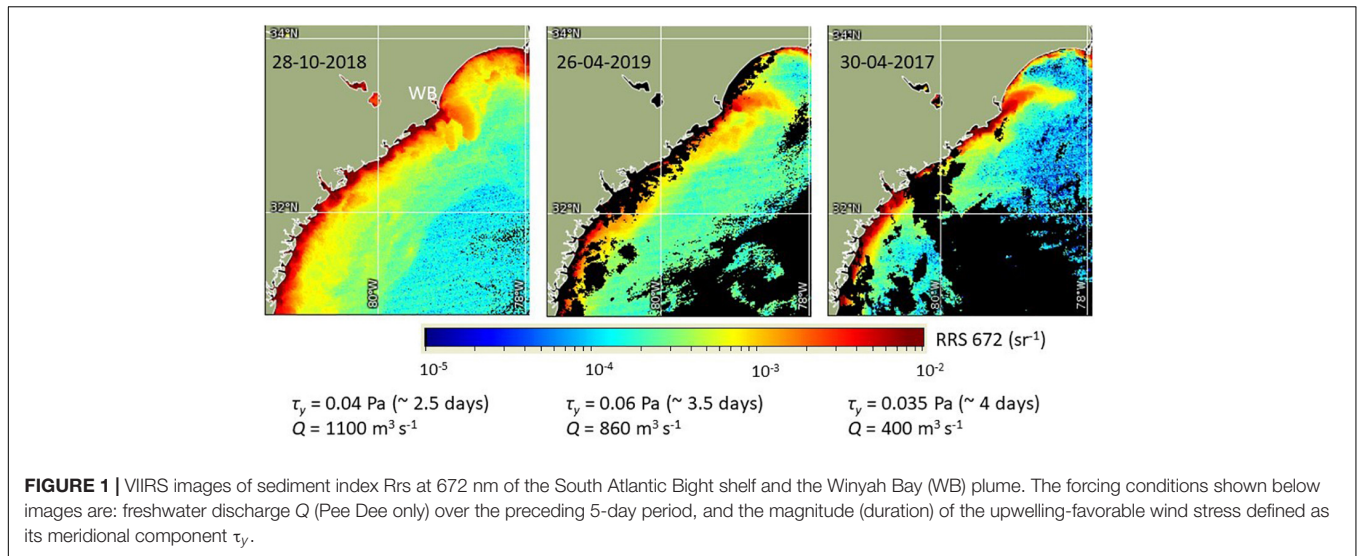 34°N
28-10-2018
WB
32°N
80°W
78°W
34°N
26-04-2019
32°N
80°W
78°W
34°N
30-04-2017
32°N
80°W
78°W
RRS 672 (sr⁻¹)
10⁻⁵ 10⁻⁴ 10⁻³ 10⁻²
τy = 0.04 Pa (~ 2.5 days)
Q = 1100 m³ s⁻¹
τy = 0.06 Pa (~ 3.5 days)
Q = 860 m³ s⁻¹
τy = 0.035 Pa (~ 4 days)
Q = 400 m³ s⁻¹
FIGURE 1 | VIIRS images of sediment index Rrs at 672 nm of the South Atlantic Bight shelf and the Winyah Bay (WB) plume. The forcing conditions shown below
images are: freshwater discharge Q (Pee Dee only) over the preceding 5-day period, and the magnitude (duration) of the upwelling-favorable wind stress defined as
its meridional component τy.